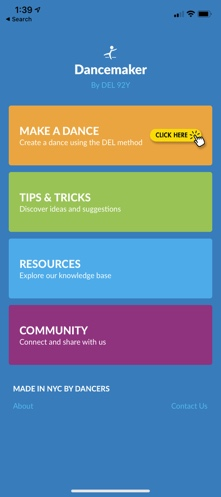 1:39
Search
Dancemaker
By DEL 92Y
MAKE A DANCE
Create a dance using the DEL method
CLICK HERE
TIPS & TRICKS
Discover ideas and suggestions
RESOURCES
Explore our knowledge base
COMMUNITY
Connect and share with us
MADE IN NYC BY DANCERS
About
Contact Us